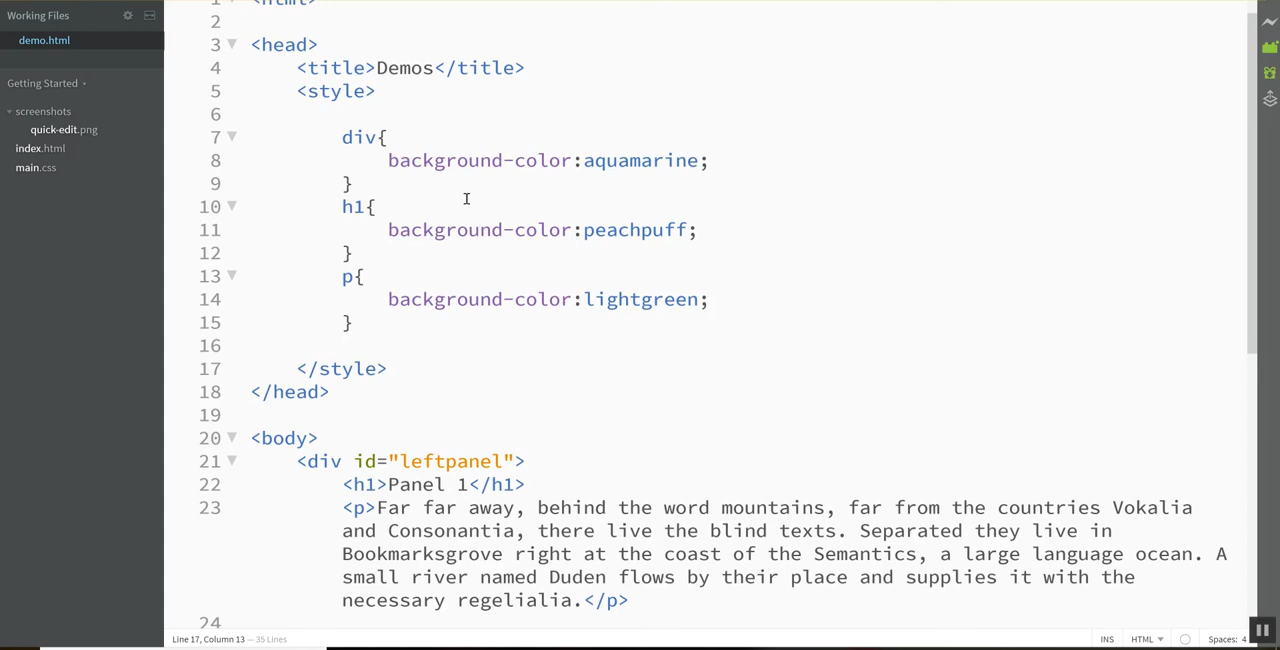 Working Files
demo.html
Getting Started
screenshots
quick-edit.png
index.html
main.css
1 <html>
2
3 <head>
4 <title>Demos</title>
5 <style>
6
7 div{
8 background-color:aquamarine;
9 }
10 h1{
11 background-color:peachpuff;
12 }
13 p{
14 background-color:lightgreen;
15 }
16
17 </style>
18 </head>
19
20 <body>
21 <div id="leftpanel">
22 <h1>Panel 1</h1>
23 <p>Far far away, behind the word mountains, far from the countries Vokalia
and Consonantia, there live the blind texts. Separated they live in
Bookmarksgrove right at the coast of the Semantics, a large language ocean. A
small river named Duden flows by their place and supplies it with the
necessary regelialia.</p>
24
Line 17, Column 13 — 35 Lines INS HTML Spaces: 4